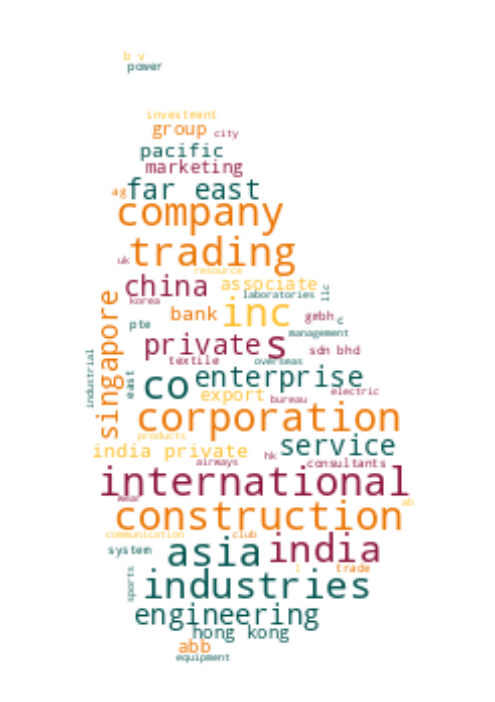 b v
power
investment
group
city
pacific
marketing
ag
far east
company
trading
uk
resource
china
associate
korea
laboratories
llc
singapore
bank
inc
gmbh
c
pte
management
private
s
sdn bhd
industrial
textile
overseas
east
co
enterprise
export
bureau
electric
corporation
products
india private
service
airways
hk
consultants
international
wear
ab
construction
communication
club
system
asia
india
sports
industries
l
trade
engineering
hong kong
abb
equipment